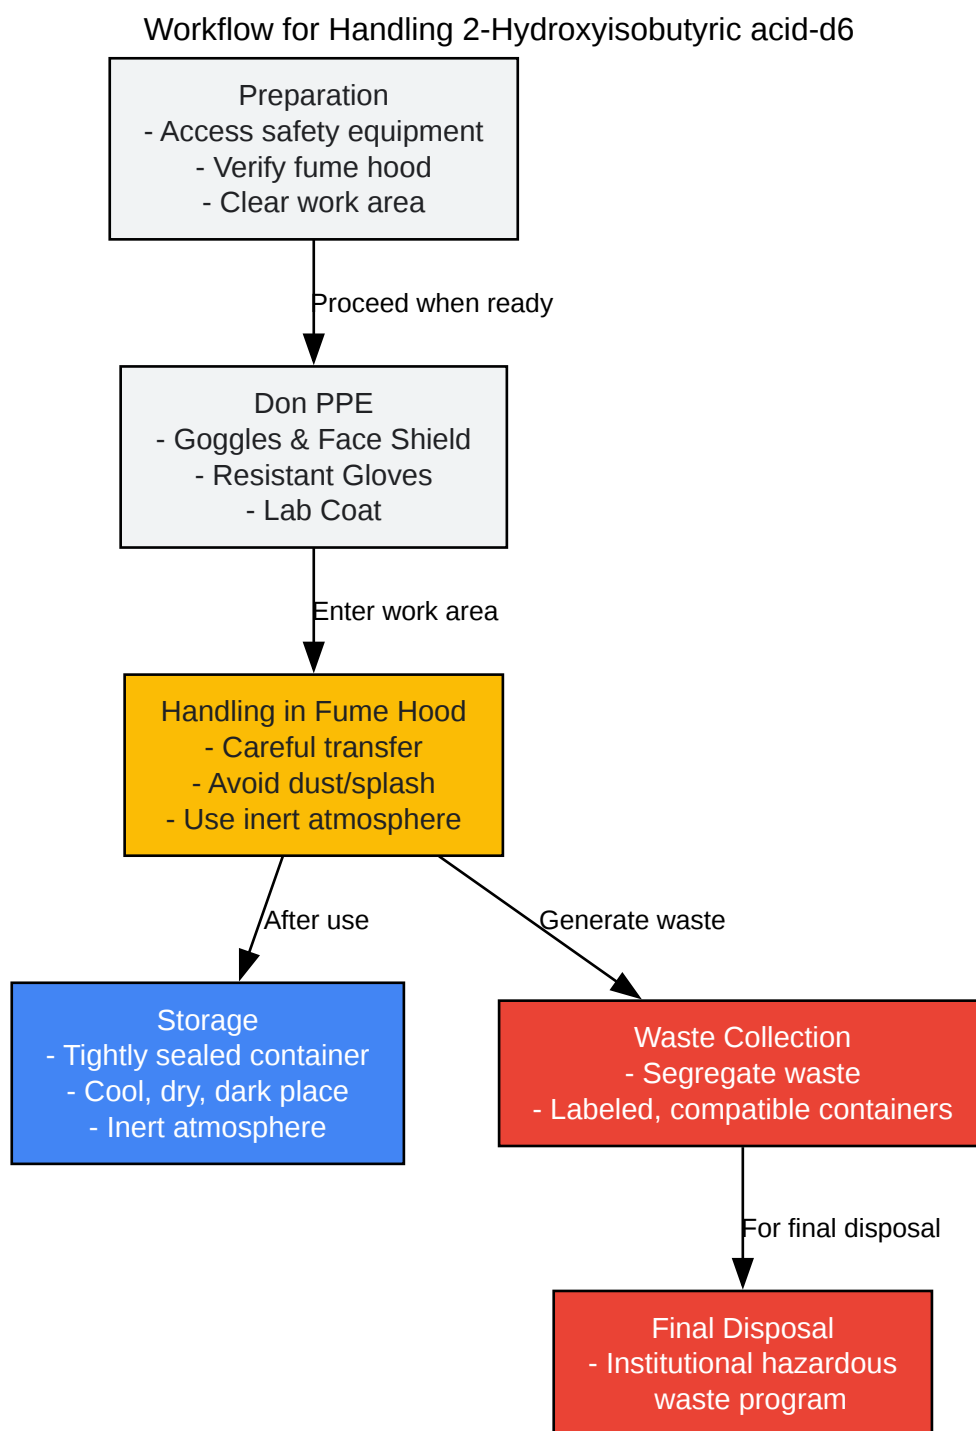 Workflow for Handling 2-Hydroxyisobutyric acid-d6
Preparation
- Access safety equipment
- Verify fume hood
- Clear work area
Proceed when ready
Don PPE
- Goggles & Face Shield
- Resistant Gloves
- Lab Coat
Enter work area
Handling in Fume Hood
- Careful transfer
- Avoid dust/splash
- Use inert atmosphere
After use
Generate waste
Storage
- Tightly sealed container
- Cool, dry, dark place
- Inert atmosphere
Waste Collection
- Segregate waste
- Labeled, compatible containers
For final disposal
Final Disposal
- Institutional hazardous
waste program